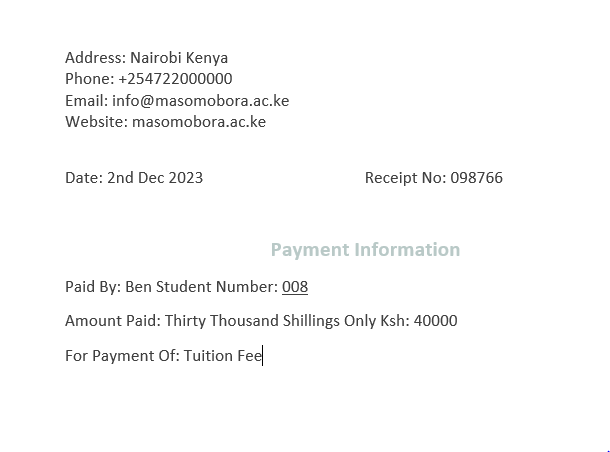 Address: Nairobi Kenya
Phone: +254722000000
Email: info@masomobora.ac.ke
Website: masomobora.ac.ke
Date: 2nd Dec 2023 Receipt No: 098766
Payment Information
Paid By: Ben Student Number: 008
Amount Paid: Thirty Thousand Shillings Only Ksh: 40000
For Payment Of: Tuition Fee